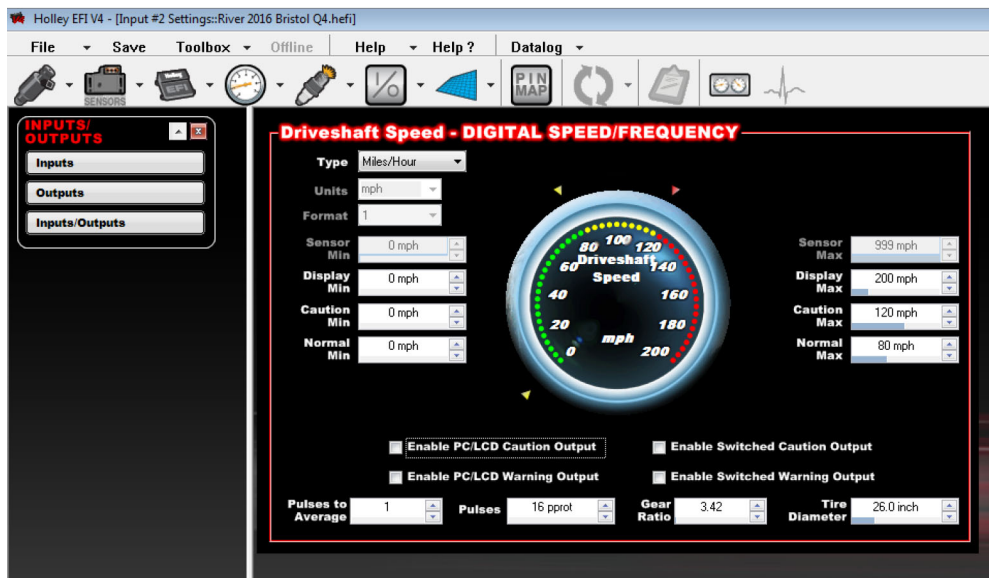 Holley EFI V4 - [Input #2 Settings::River 2016 Bristol Q4.hefi]
File Save Toolbox Offline Help Help ? Datalog
SENSORS
Holley
EFI
I/O
PIN
MAP
INPUTS/
OUTPUTS
Inputs
Outputs
Inputs/Outputs
Driveshaft Speed - DIGITAL SPEED/FREQUENCY
Type Miles/Hour
Units mph
Format 1
Sensor
Min 0 mph
Display
Min 0 mph
Caution
Min 0 mph
Normal
Min 0 mph
0 20 40 60 80 100 120 140 160 180 200
Driveshaft
Speed
mph
Sensor
Max 999 mph
Display
Max 200 mph
Caution
Max 120 mph
Normal
Max 80 mph
Enable PC/LCD Caution Output Enable Switched Caution Output
Enable PC/LCD Warning Output Enable Switched Warning Output
Pulses to
Average 1
Pulses 16 pprot
Gear
Ratio 3.42
Tire
Diameter 26.0 inch